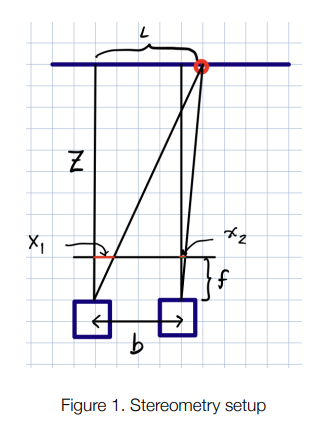 L
Z
x₁
x₂
f
b
Figure 1. Stereometry setup